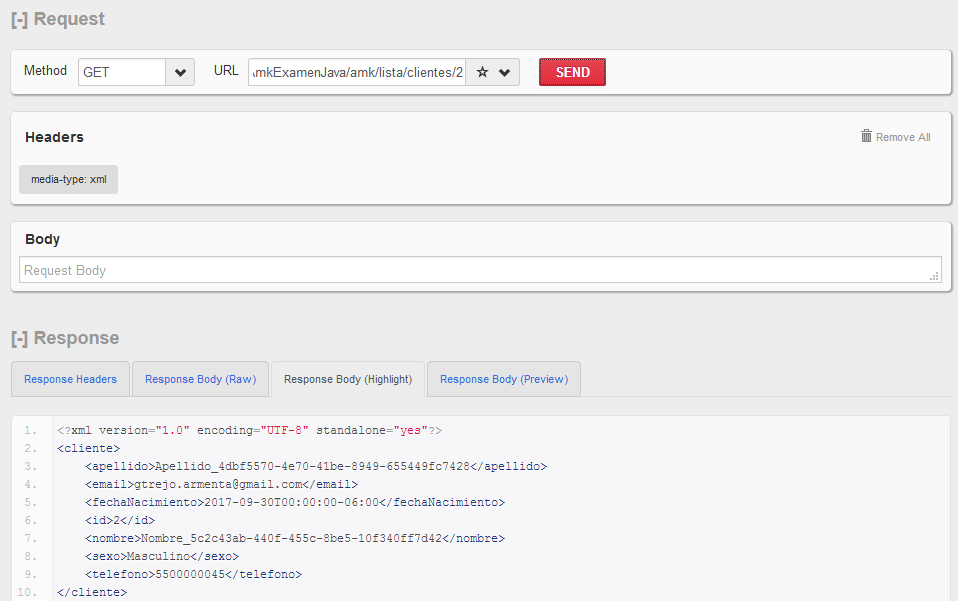 [-] Request
Method GET URL AmkExamenJava/amk/lista/clientes/2 SEND
Headers Remove All
media-type: xml
Body
Request Body
[-] Response
Response Headers Response Body (Raw) Response Body (Highlight) Response Body (Preview)
1. <?xml version="1.0" encoding="UTF-8" standalone="yes"?>
2. <cliente>
3. <apellido>Apellido_4dbf5570-4e70-41be-8949-655449fc7428</apellido>
4. <email>gtrejo.armenta@gmail.com</email>
5. <fechaNacimiento>2017-09-30T00:00:00-06:00</fechaNacimiento>
6. <id>2</id>
7. <nombre>Nombre_5c2c43ab-440f-455c-8be5-10f340ff7d42</nombre>
8. <sexo>Masculino</sexo>
9. <telefono>5500000045</telefono>
10. </cliente>